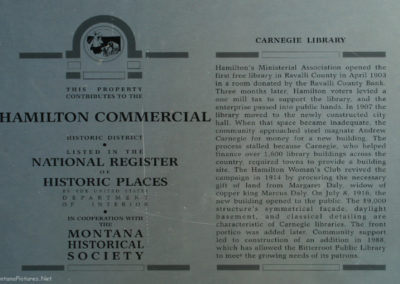 THIS PROPERTY
CONTRIBUTES TO THE
HAMILTON COMMERCIAL
HISTORIC DISTRICT
LISTED IN THE
NATIONAL REGISTER
OF
HISTORIC PLACES
BY THE UNITED STATES
DEPARTMENT
OF INTERIOR
IN COOPERATION WITH
THE
MONTANA
HISTORICAL
SOCIETY
CARNEGIE LIBRARY
Hamilton's Ministerial Association opened the
first free library in Ravalli County in April 1903
in a room donated by the Ravalli County Bank.
Three months later, Hamilton voters levied a
one mill tax to support the library, and the
enterprise passed into public hands. In 1907 the
library moved to the newly constructed city
hall. When that space became inadequate, the
community approached steel magnate Andrew
Carnegie for money for a new building. The
process stalled because Carnegie, who helped
finance over 1,600 library buildings across the
country, required towns to provide a building
site. The Hamilton Woman's Club revived the
campaign in 1914 by procuring the necessary
gift of land from Margaret Daly, widow of
copper king Marcus Daly. On July 8, 1916, the
new building opened to the public. The $9,000
structure's symmetrical façade, daylight
basement, and classical detailing are
characteristic of Carnegie libraries. The front
portico was added later. Community support
led to construction of an addition in 1988,
which has allowed the Bitterroot Public Library
to meet the growing needs of its patrons.
MontanaPictures.Net